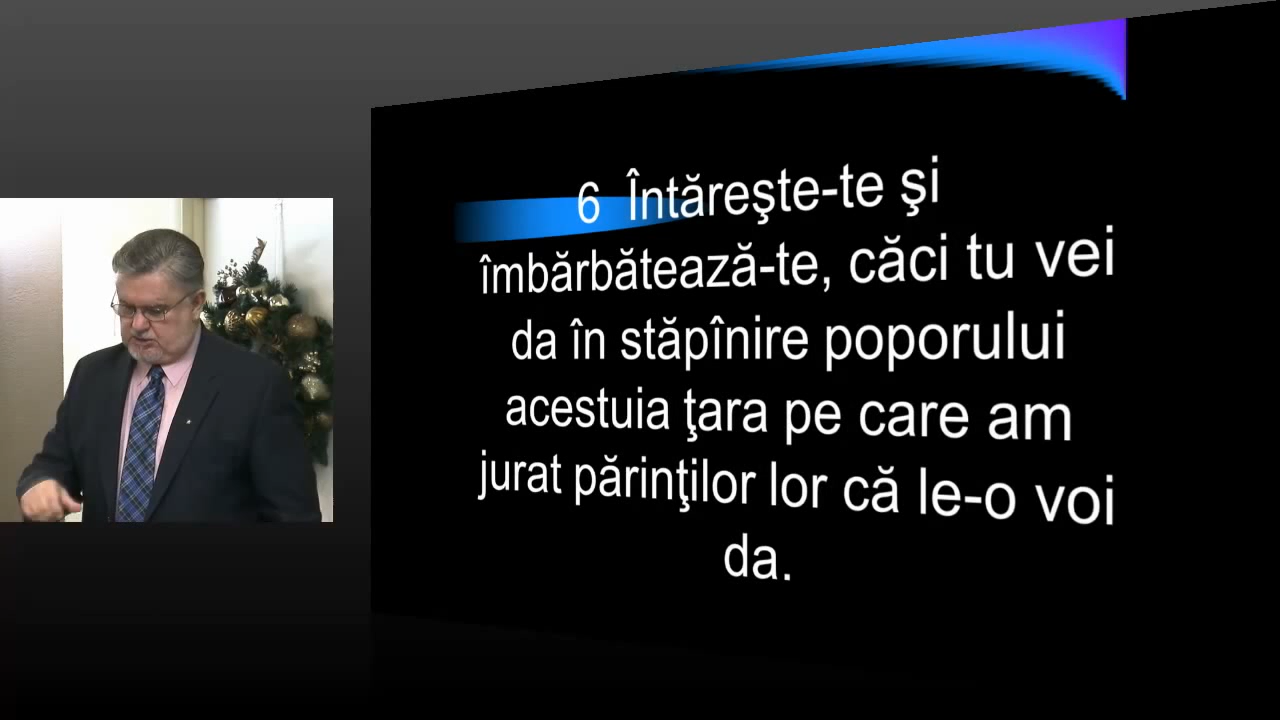 6 Întăreşte-te şi
îmbărbătează-te, căci tu vei
da în stăpînire poporului
acestuia ţara pe care am
jurat părinţilor lor că le-o voi
da.